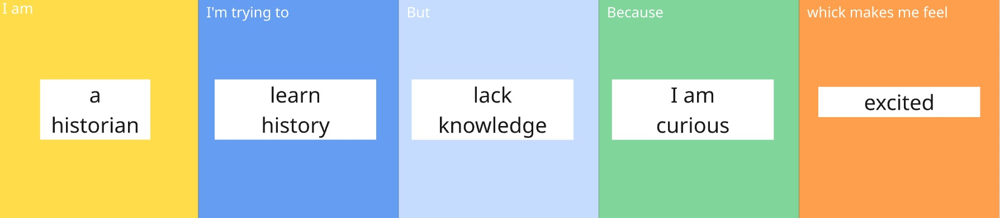 I am
a
historian
I'm trying to
learn
history
But
lack
knowledge
Because
I am
curious
whick makes me feel
excited